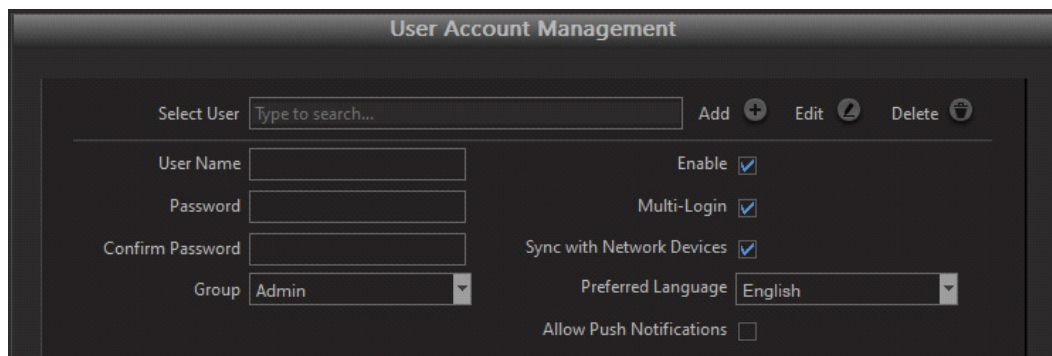 User Account Management
Select User Type to search... Add Edit Delete
User Name Enable
Password Multi-Login
Confirm Password Sync with Network Devices
Group Admin Preferred Language English
Allow Push Notifications